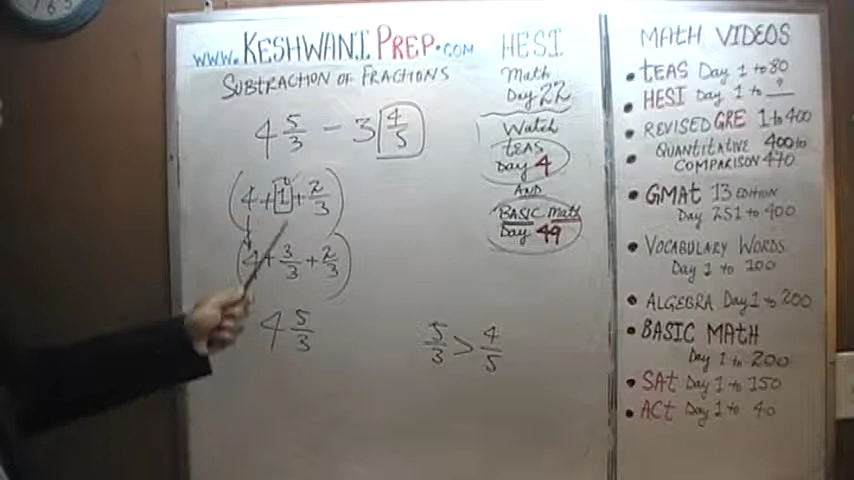 www.KESHWANIPREP.com
SUBTRACTION OF FRACTIONS
4 5/3 - 3 4/5
(4 + 1 + 2/3)
(4 + 3/3 + 2/3)
4 5/3
5/3 > 4/5
HESI
Math
Day 22
Watch
tEAS
Day 4
AND
BASIC Math
Day 49
MATH VIDEOS
• tEAS Day 1 to 80
• HESI Day 1 to ?
• REVISED GRE 1 to 400
• QUANTITATIVE 400 to
COMPARISON 470
• GMAt 13 EDITION
Day 251 to 400
• VOCABULARY WORDS
Day 1 to 100
• ALGEBRA Day 1 to 200
• BASIC MATH
Day 1 to 200
• SAt Day 1 to 150
• ACt Day 1 to 40